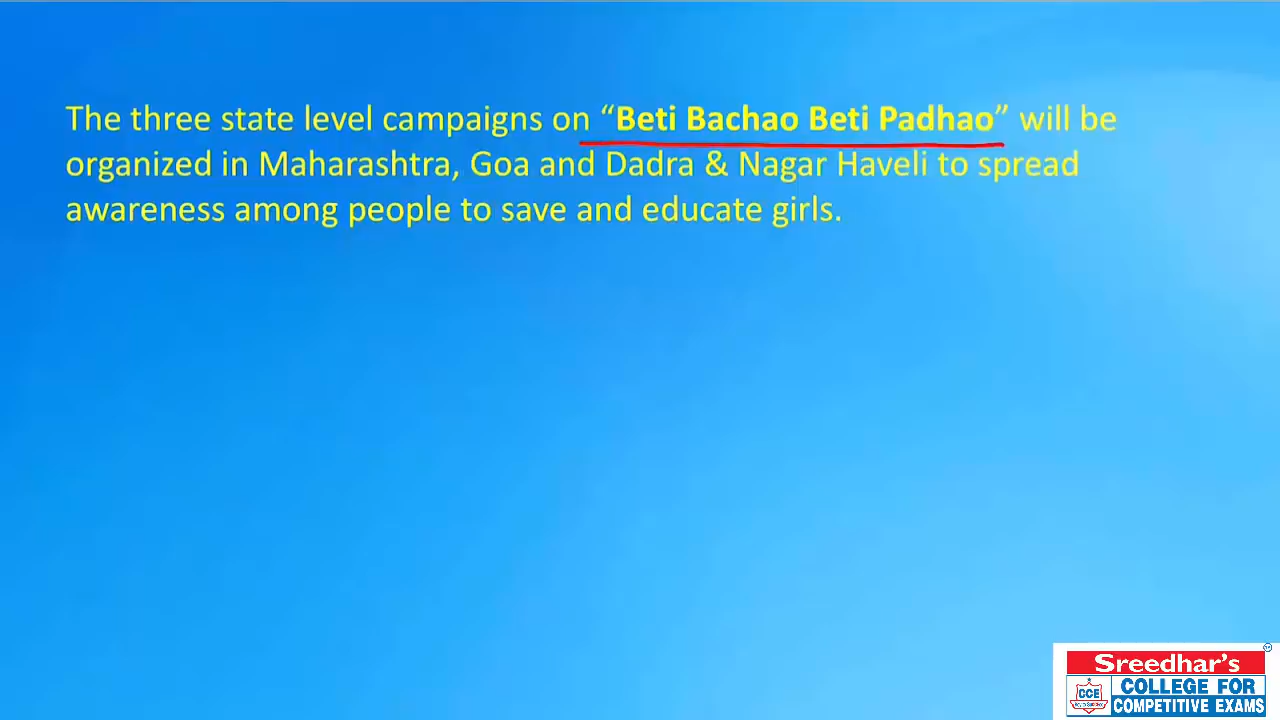 The three state level campaigns on “Beti Bachao Beti Padhao” will be
organized in Maharashtra, Goa and Dadra & Nagar Haveli to spread
awareness among people to save and educate girls.
Sreedhar's
CCE
COLLEGE FOR
COMPETITIVE EXAMS